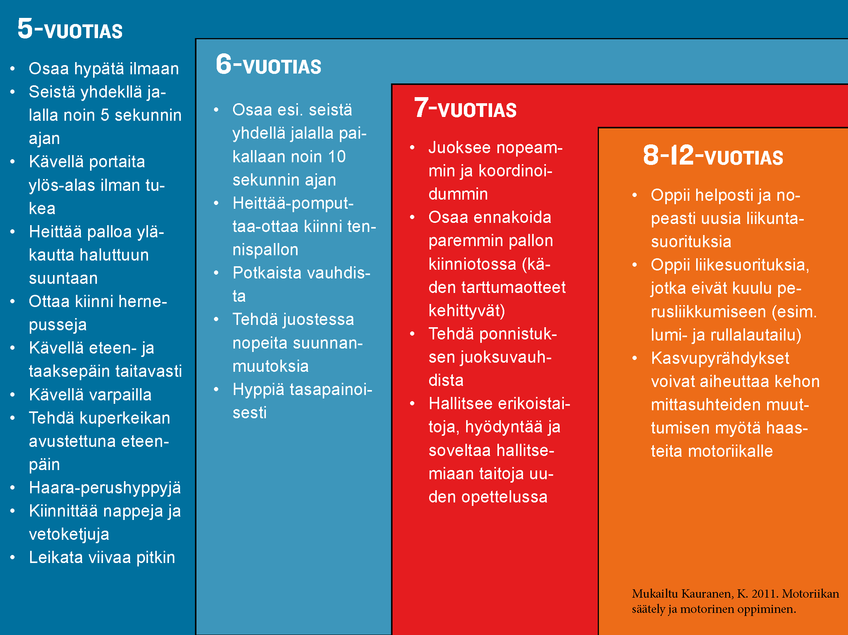 5-VUOTIAS
• Osaa hypätä ilmaan
• Seistä yhdekllä ja-
lalla noin 5 sekunnin
ajan
• Kävellä portaita
ylös-alas ilman tu-
kea
• Heittää palloa ylä-
kautta haluttuun
suuntaan
• Ottaa kiinni herne-
pusseja
• Kävellä eteen- ja
taaksepäin taitavasti
• Kävellä varpailla
• Tehdä kuperkeikan
avustettuna eteen-
päin
• Haara-perushyppyjä
• Kiinnittää nappeja ja
vetoketjuja
• Leikata viivaa pitkin
6-VUOTIAS
• Osaa esi. seistä
yhdellä jalalla pai-
kallaan noin 10
sekunnin ajan
• Heittää-pomput-
taa-ottaa kiinni ten-
nispallon
• Potkaista vauhdis-
ta
• Tehdä juostessa
nopeita suunnan-
muutoksia
• Hyppiä tasapainoi-
sesti
7-VUOTIAS
• Juoksee nopeam-
min ja koordinoi-
dummin
• Osaa ennakoida
paremmin pallon
kiinniotossa (kä-
den tarttumaotteet
kehittyvät)
• Tehdä ponnistuk-
sen juoksuvauh-
dista
• Hallitsee erikoistai-
toja, hyödyntää ja
soveltaa hallitse-
miaan taitoja uu-
den opettelussa
8-12-VUOTIAS
• Oppii helposti ja no-
peasti uusia liikunta-
suorituksia
• Oppii liikesuorituksia,
jotka eivät kuulu pe-
rusliikkumiseen (esim.
lumi- ja rullalautailu)
• Kasvupyrähdykset
voivat aiheuttaa kehon
mittasuhteiden muut-
tumisen myötä haas-
teita motoriikalle
Mukailtu Kauranen, K. 2011. Motoriikan
säätely ja motorinen oppiminen.